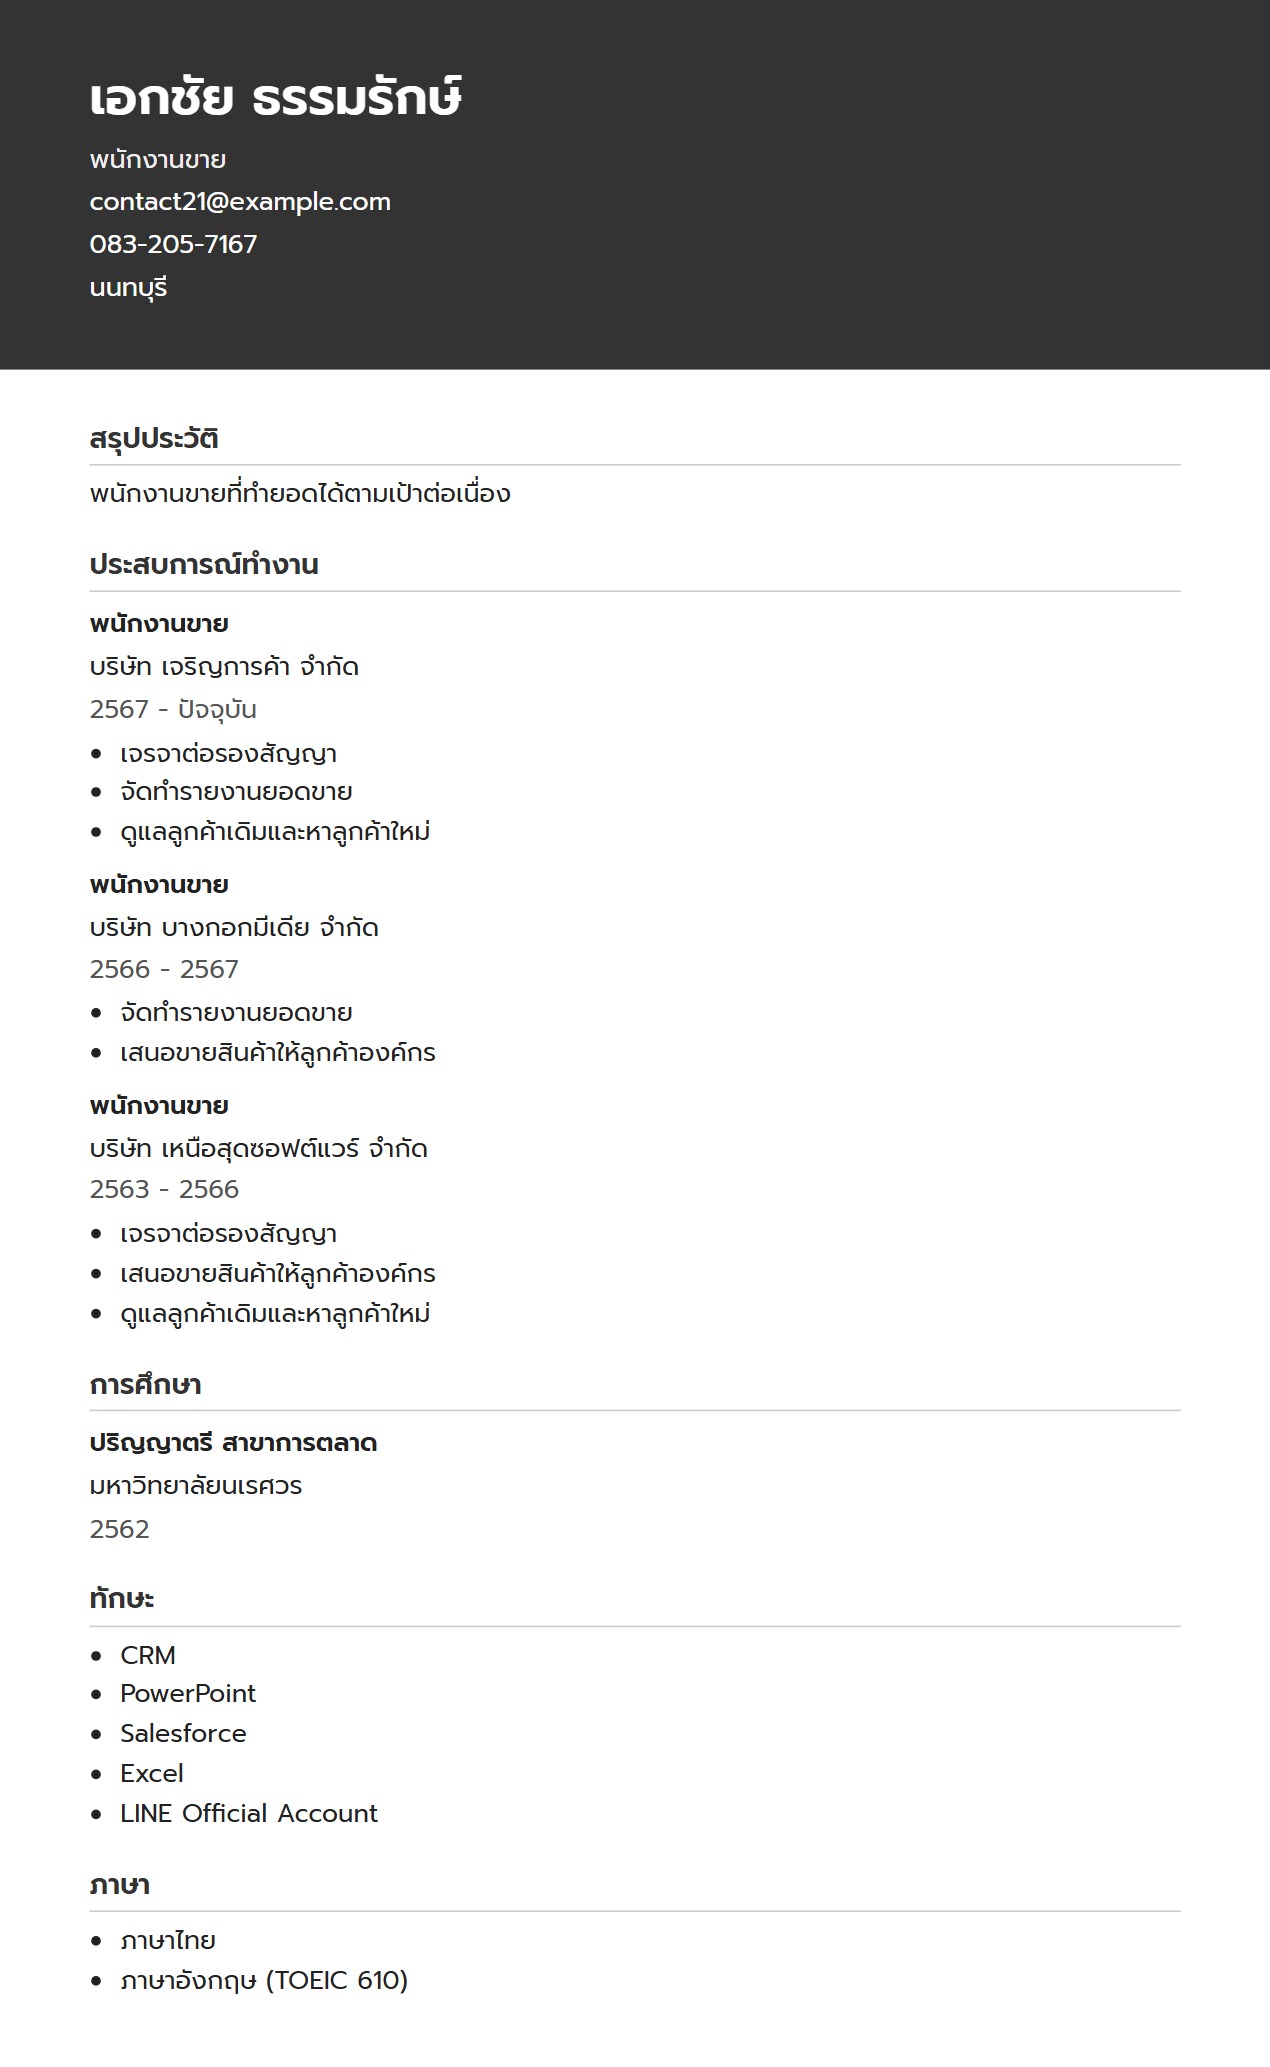 เอกชัย ธรรมรักษ์
พนักงานขาย
contact21@example.com
083-205-7167
นนทบุรี
สรุปประวัติ
พนักงานขายที่ทำยอดได้ตามเป้าต่อเนื่อง
ประสบการณ์ทำงาน
พนักงานขาย
บริษัท เจริญการค้า จำกัด
2567 - ปัจจุบัน
• เจรจาต่อรองสัญญา
• จัดทำรายงานยอดขาย
• ดูแลลูกค้าเดิมและหาลูกค้าใหม่
พนักงานขาย
บริษัท บางกอกมีเดีย จำกัด
2566 - 2567
• จัดทำรายงานยอดขาย
• เสนอขายสินค้าให้ลูกค้าองค์กร
พนักงานขาย
บริษัท เหนือสุดซอฟต์แวร์ จำกัด
2563 - 2566
• เจรจาต่อรองสัญญา
• เสนอขายสินค้าให้ลูกค้าองค์กร
• ดูแลลูกค้าเดิมและหาลูกค้าใหม่
การศึกษา
ปริญญาตรี สาขาการตลาด
มหาวิทยาลัยนเรศวร
2562
ทักษะ
• CRM
• PowerPoint
• Salesforce
• Excel
• LINE Official Account
ภาษา
• ภาษาไทย
• ภาษาอังกฤษ (TOEIC 610)